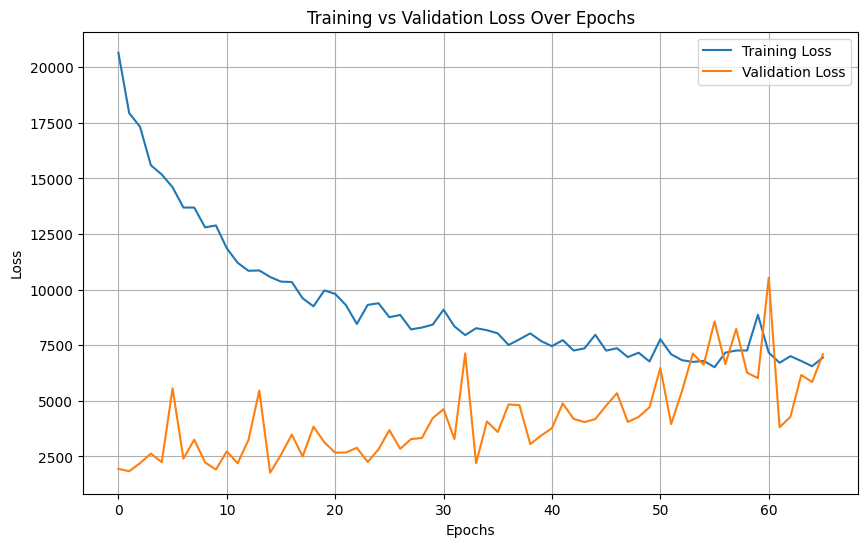 Training vs Validation Loss Over Epochs
Training Loss
Validation Loss
20000
17500
15000
12500
10000
7500
5000
2500
Loss
0 10 20 30 40 50 60
Epochs